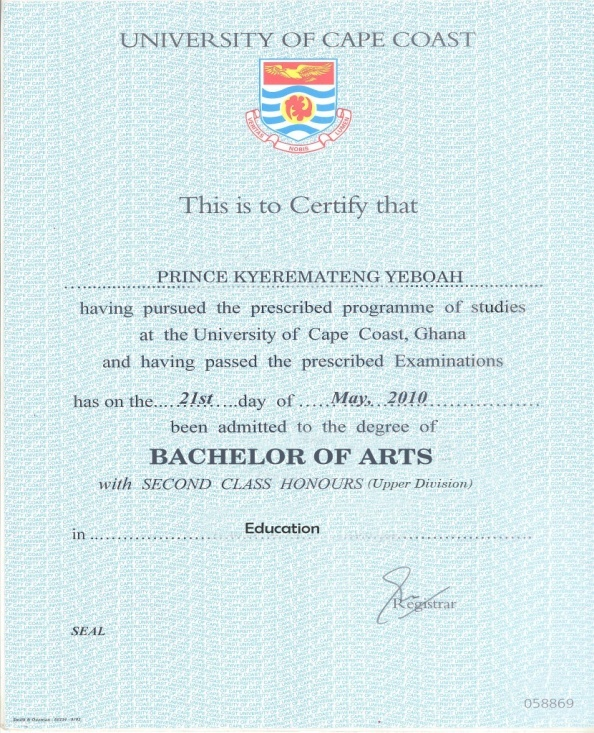 UNIVERSITY OF CAPE COAST
VERITAS NOBIS LUMEN
This is to Certify that
PRINCE KYEREMATENG YEBOAH
having pursued the prescribed programme of studies
at the University of Cape Coast, Ghana
and having passed the prescribed Examinations
has on the....21st....day of .....May, 2010....................
been admitted to the degree of
BACHELOR OF ARTS
with SECOND CLASS HONOURS (Upper Division)
in ......Education......
Registrar
SEAL
058869